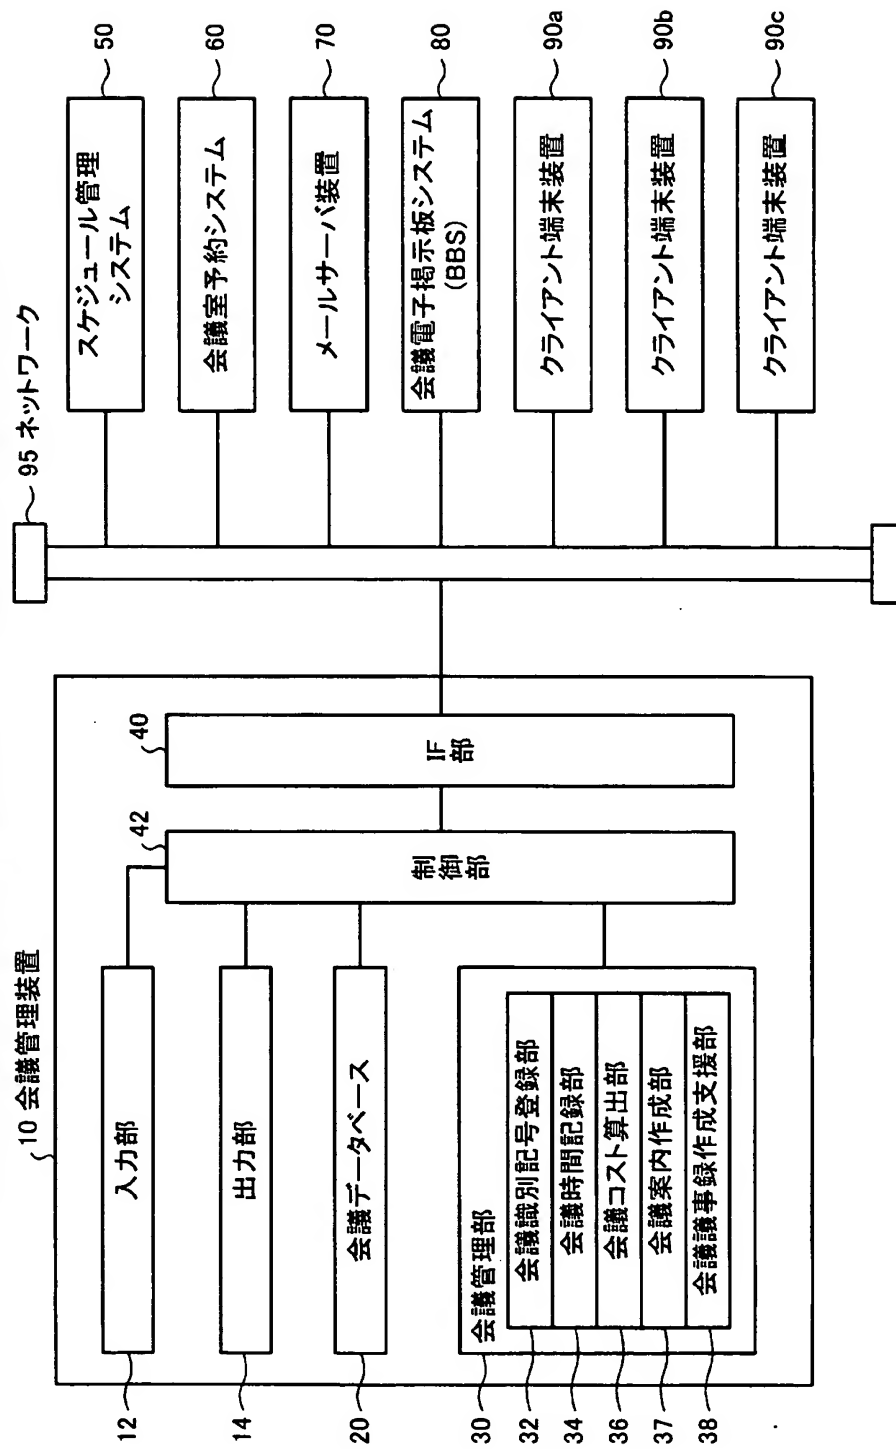 10 会議管理装置
12
入力部
14
出力部
20
会議データベース
30
会議管理部
32
会議識別記号登録部
34
会議時間記録部
36
会議コスト算出部
37
会議案内作成部
38
会議議事録作成支援部
42
制御部
40
IF部
95 ネットワーク
スケジュール管理
システム
50
会議室予約システム
60
メールサーバ装置
70
会議電子掲示板システム
(BBS)
80
クライアント端末装置
90a
クライアント端末装置
90b
クライアント端末装置
90c